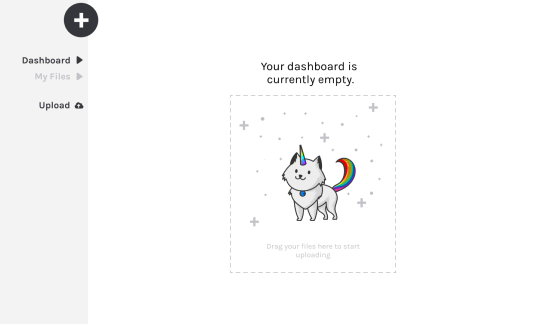 Dashboard
My Files
Upload
Your dashboard is
currently empty.
Drag your files here to start
uploading